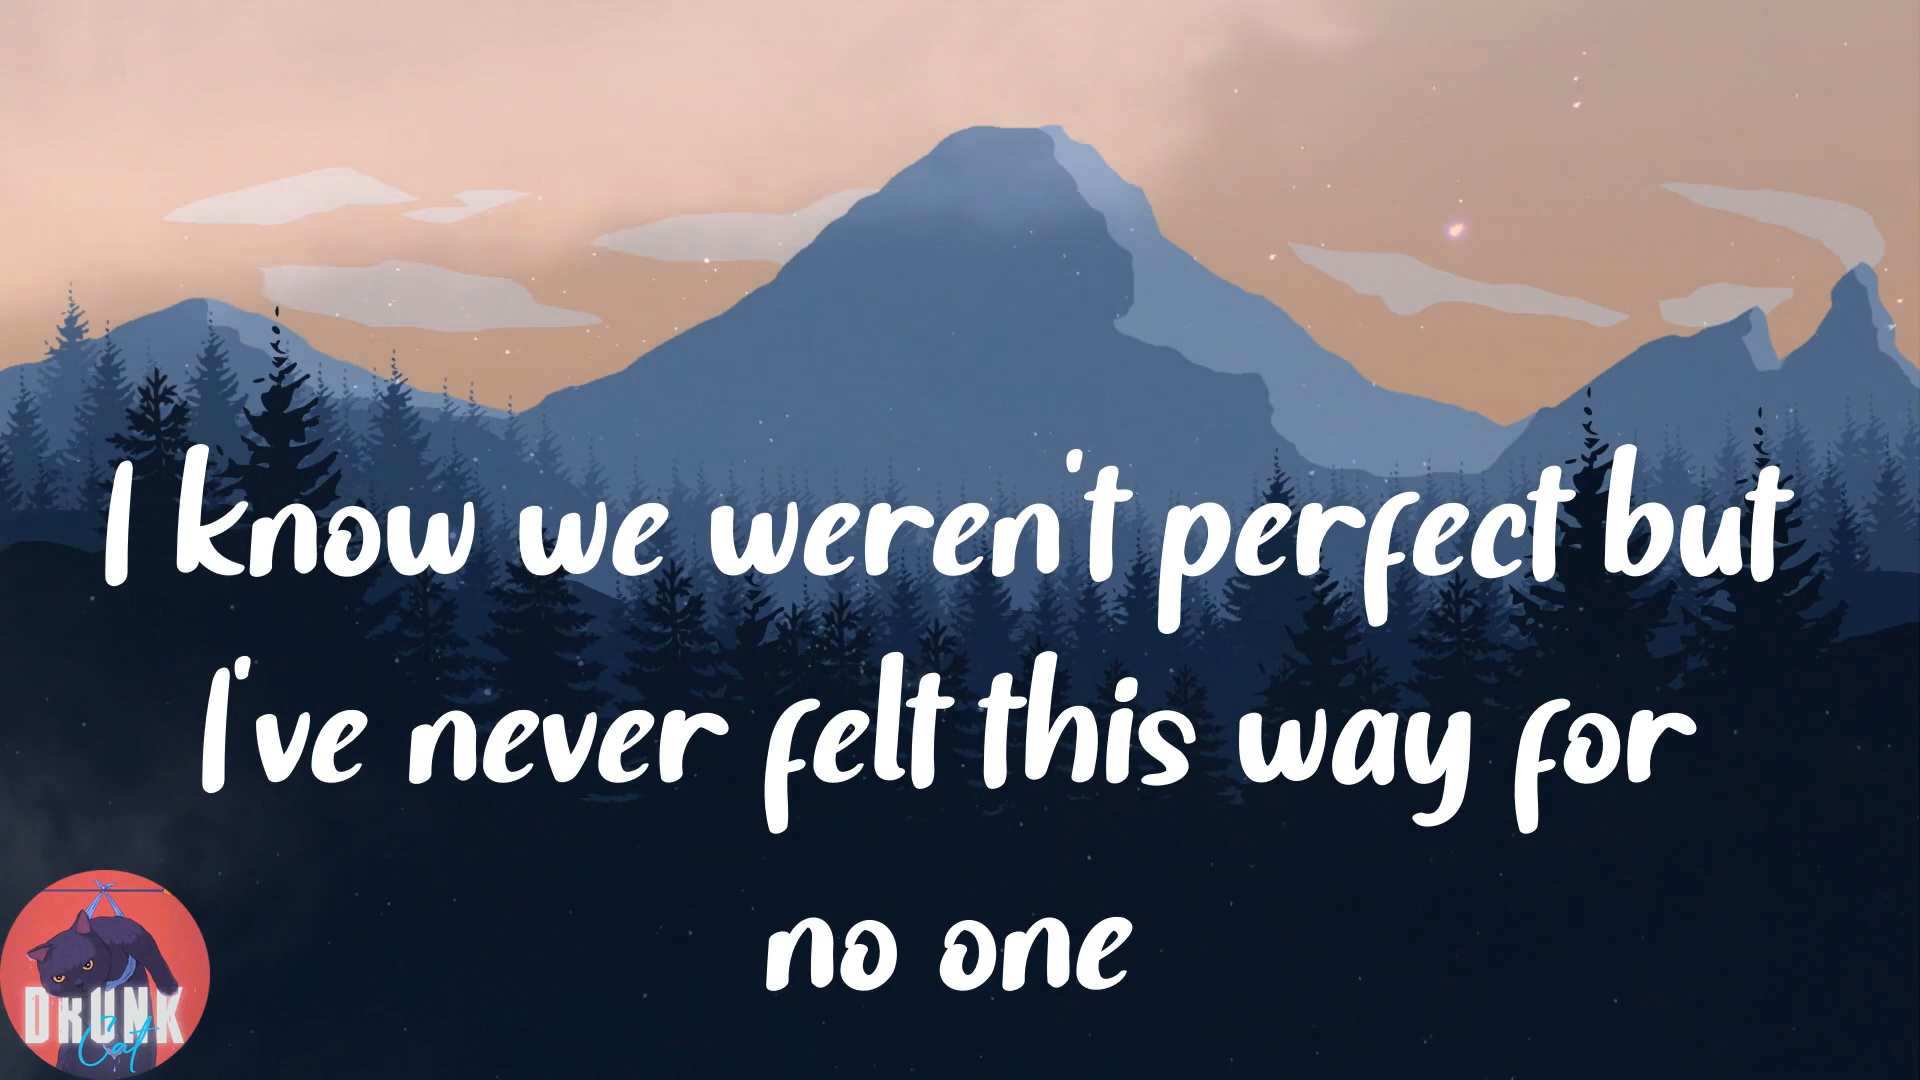 I know we weren't perfect but
I've never felt this way for
no one
DRUNK
Cat